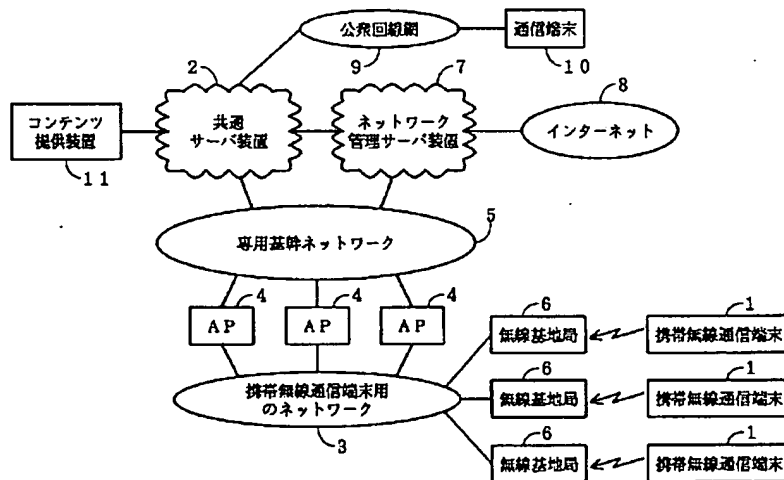 公衆回線網
9
通信端末
10
2
7
8
コンテンツ
提供装置
11
共通
サーバ装置
ネットワーク
管理サーバ装置
インターネット
専用基幹ネットワーク
5
4
4
4
AP
AP
AP
携帯無線通信端末用
のネットワーク
3
6
1
無線基地局
携帯無線通信端末
6
1
無線基地局
携帯無線通信端末
6
1
無線基地局
携帯無線通信端末